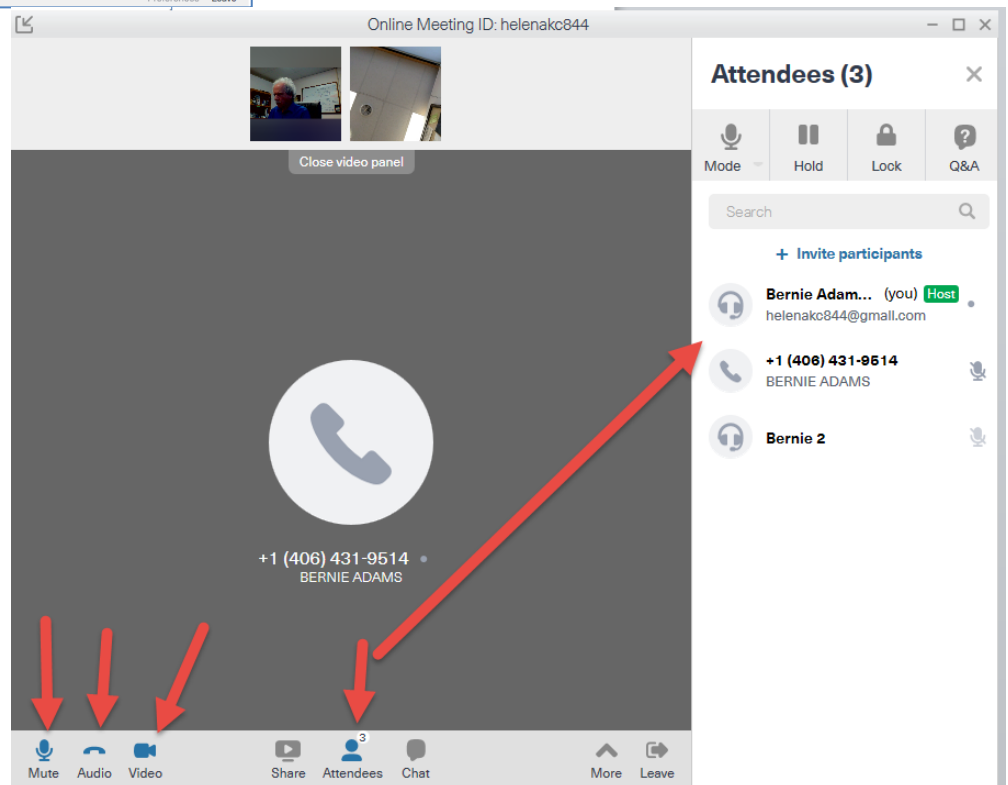 Preferences Leave
Online Meeting ID: helenakc844
Close video panel
+1 (406) 431-9514
BERNIE ADAMS
Mute Audio Video Share Attendees 3 Chat More Leave
Attendees (3)
Mode Hold Lock Q&A
Search
+ Invite participants
Bernie Adam... (you) Host
helenakc844@gmall.com
+1 (406) 431-9514
BERNIE ADAMS
Bernie 2